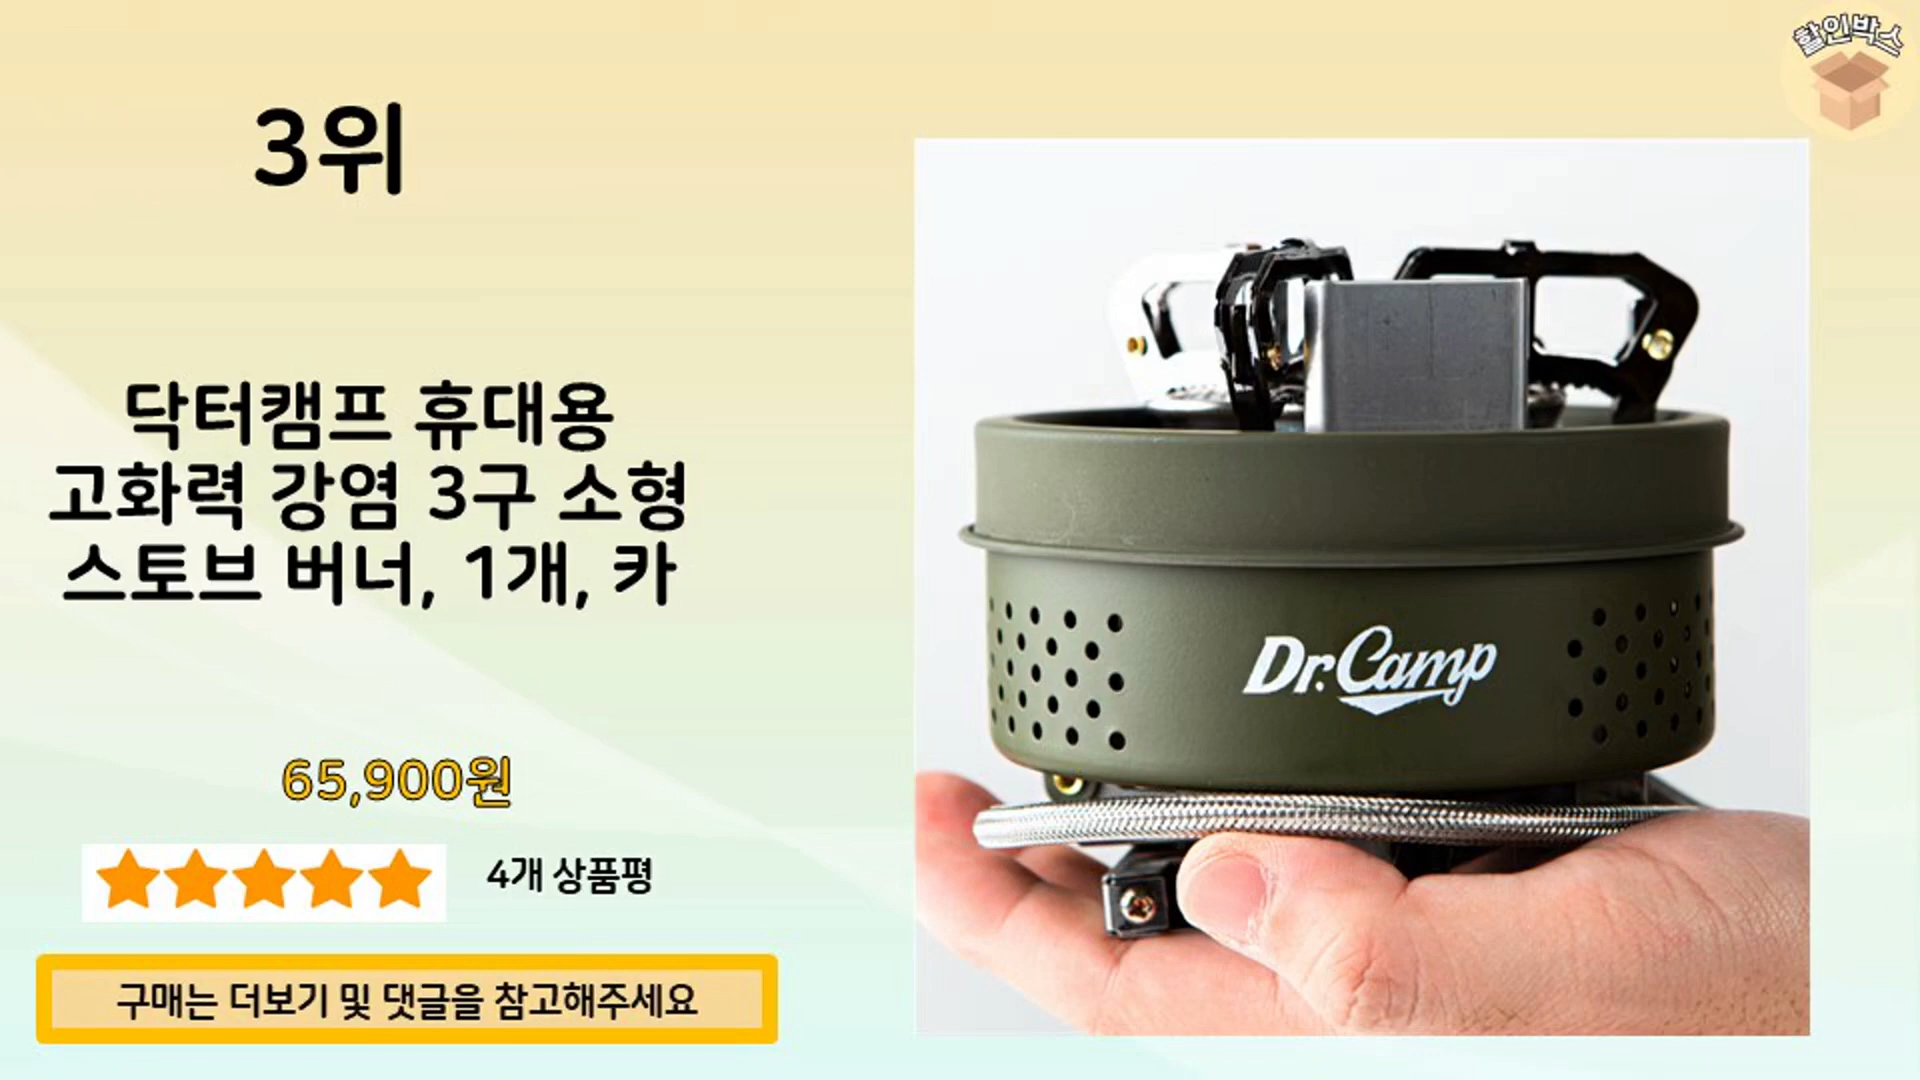 할인박스
3위
닥터캠프 휴대용
고화력 강염 3구 소형
스토브 버너, 1개, 카
65,900원
4개 상품평
구매는 더보기 및 댓글을 참고해주세요
Dr.Camp